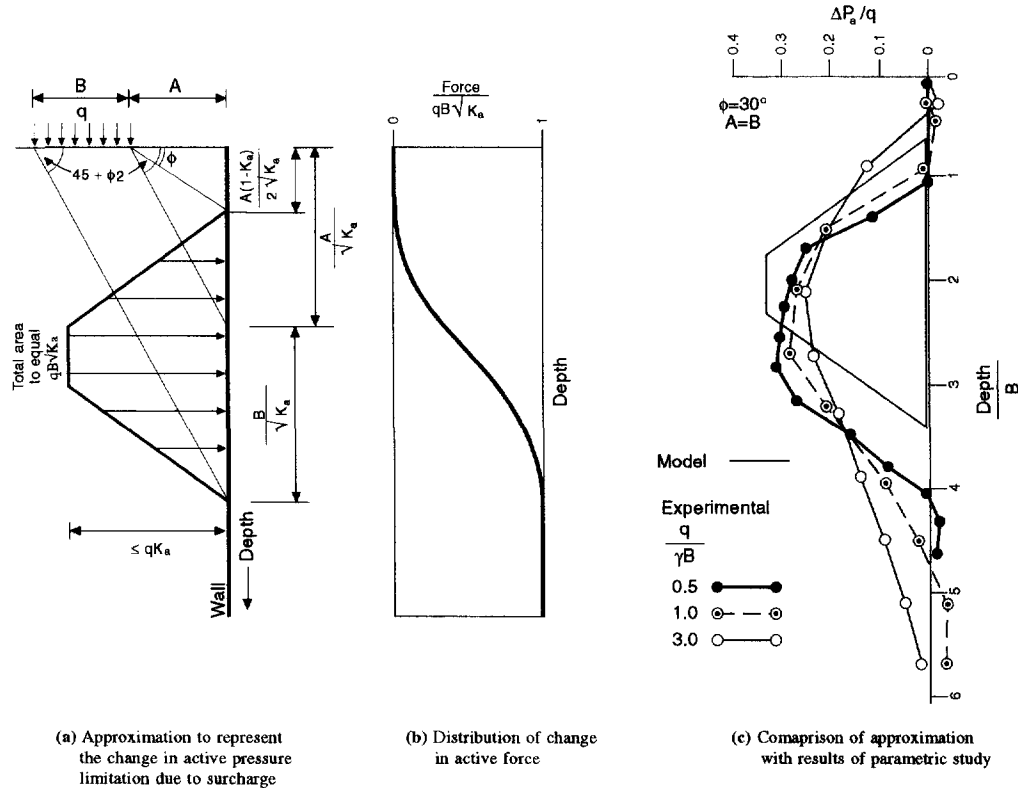 B
A
q
φ
45 + φ2
A(1-Ka)
2 √Ka
A
√Ka
B
√Ka
Total area
to equal
qB√Ka
≤ qKa
Wall
Depth
(a) Approximation to represent
the change in active pressure
limitation due to surcharge
Force
qB√Ka
0
1
Depth
(b) Distribution of change
in active force
ΔPa/q
0.4
0.3
0.2
0.1
0
φ=30°
A=B
0
1
2
3
4
5
6
Depth
B
Model
Experimental
q
γB
0.5
1.0
3.0
(c) Comaprison of approximation
with results of parametric study